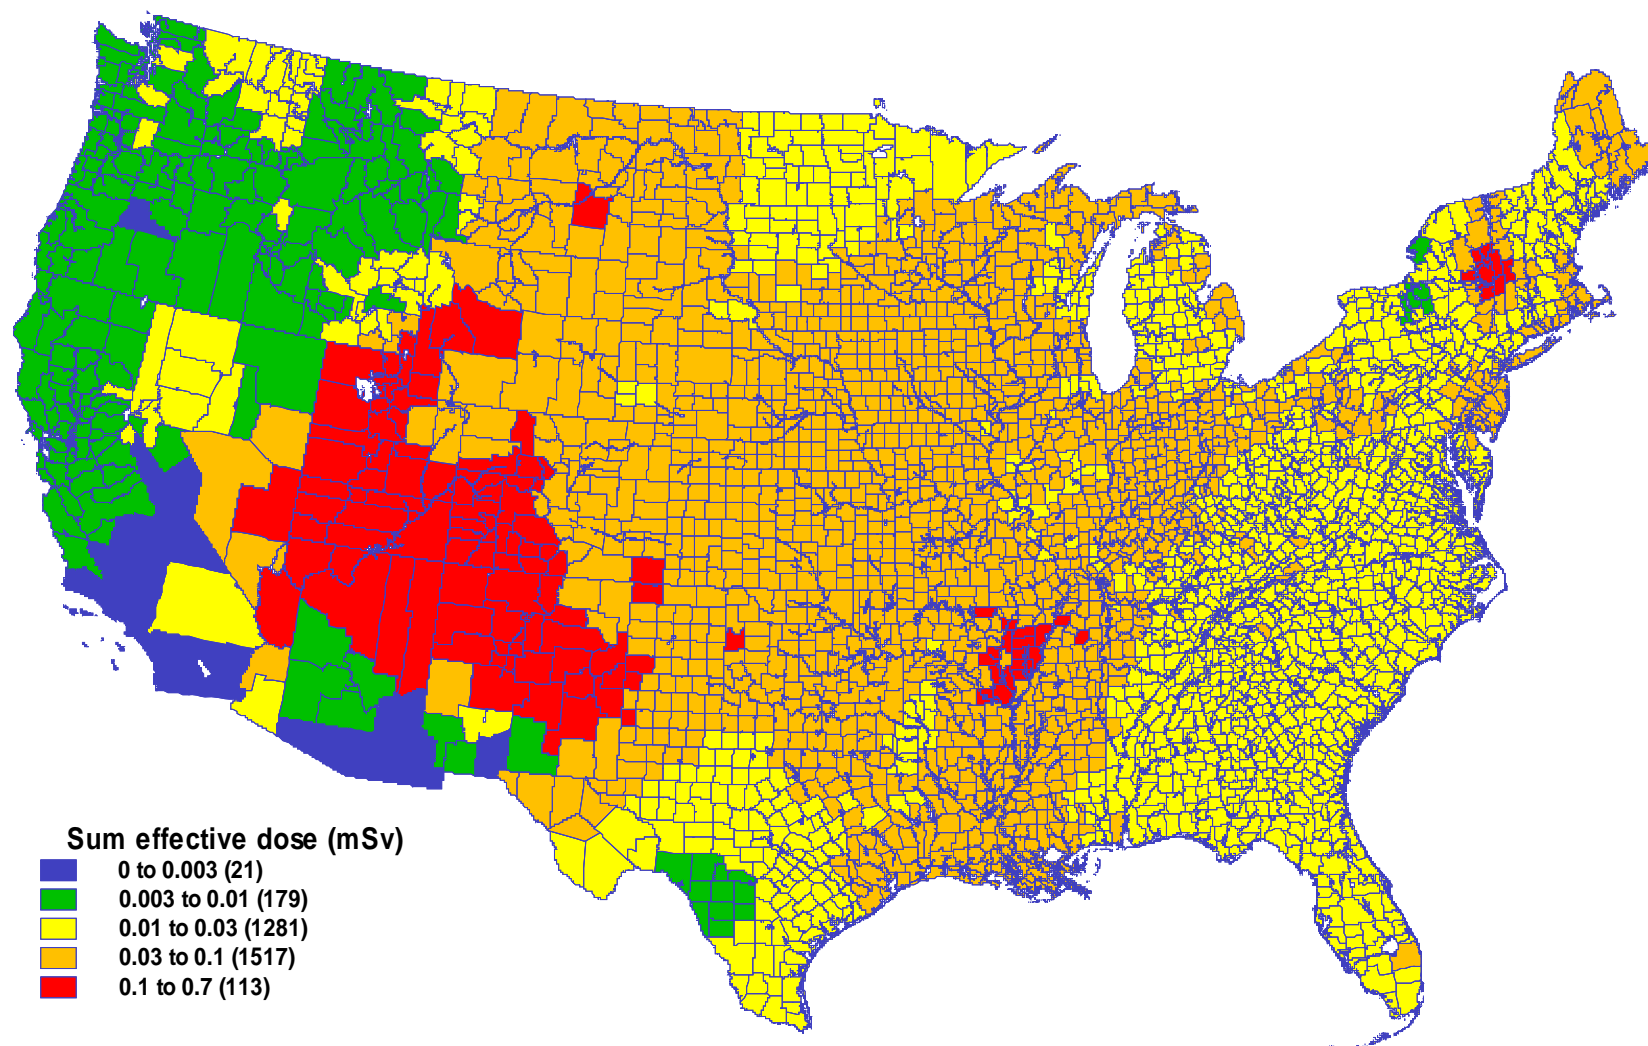 Sum effective dose (mSv)
0 to 0.003 (21)
0.003 to 0.01 (179)
0.01 to 0.03 (1281)
0.03 to 0.1 (1517)
0.1 to 0.7 (113)